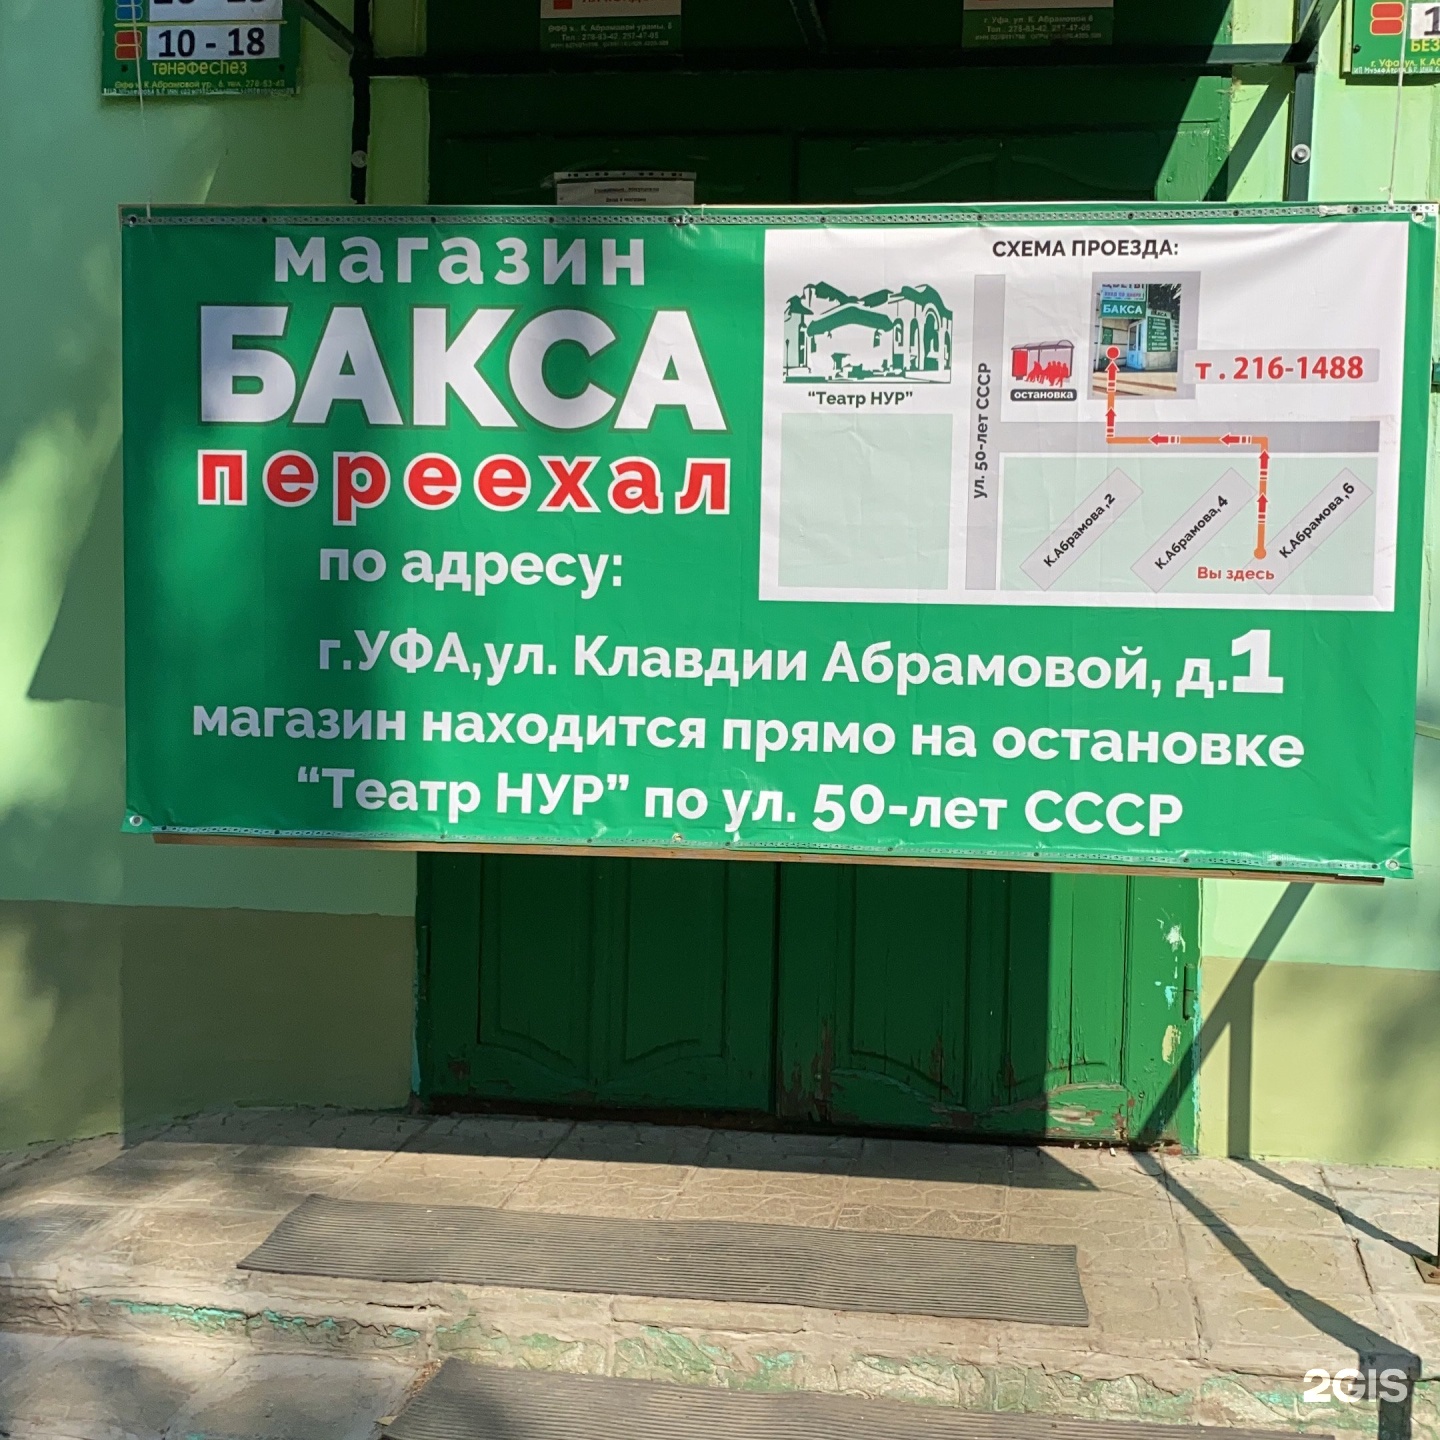 10 - 18
тәнәфесһеҙ
магазин
БАКСА
переехал
по адресу:
г.УФА,ул. Клавдии Абрамовой, д.1
магазин находится прямо на остановке
“Театр НУР” по ул. 50-лет СССР
СХЕМА ПРОЕЗДА:
“Театр НУР”
ул. 50-лет СССР
остановка
БАКСА
т . 216-1488
К.Абрамова,2
К.Абрамова,4
К.Абрамова,6
Вы здесь
2GIS